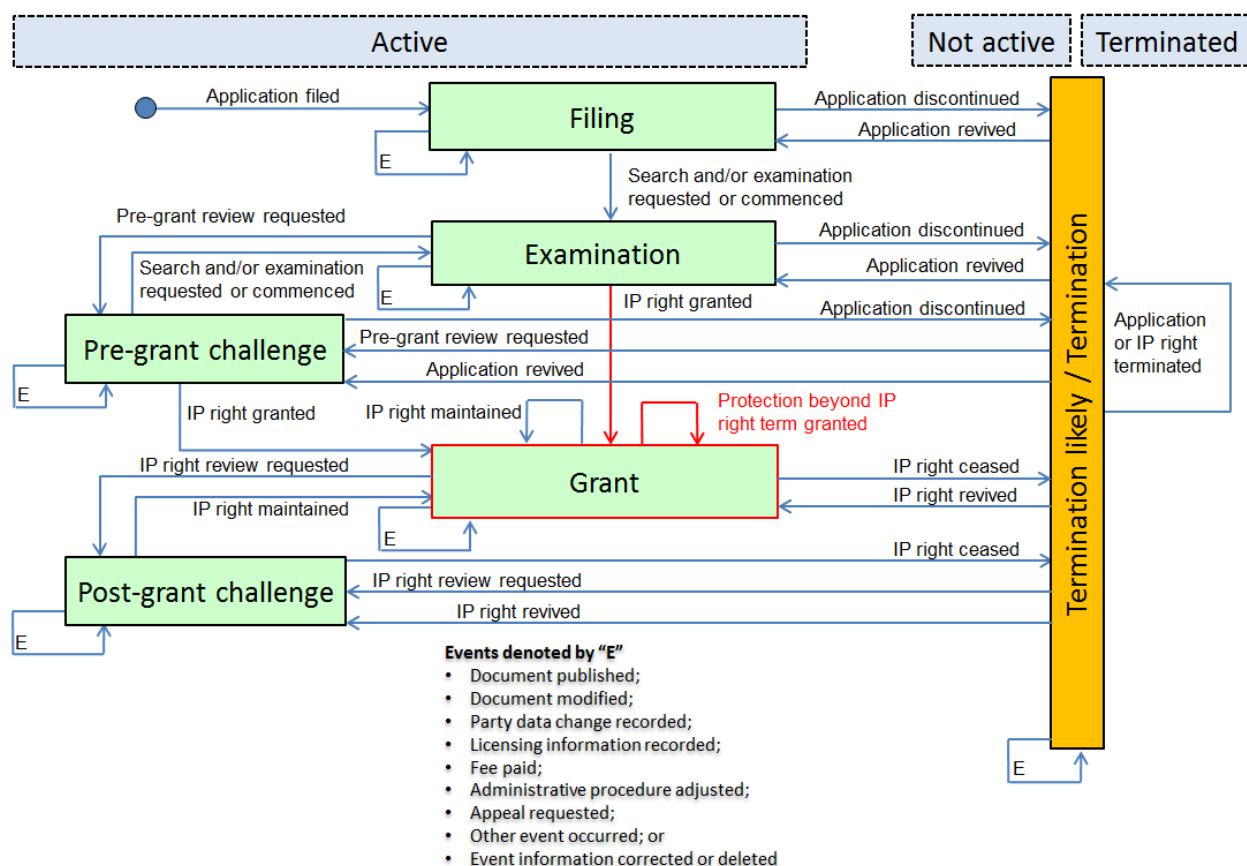 Active
Not active
Terminated
Application filed
Filing
Application discontinued
Application revived
E
Search and/or examination
requested or commenced
Pre-grant review requested
Examination
Application discontinued
Application revived
Search and/or examination
requested or commenced
E
IP right granted
Application discontinued
Pre-grant challenge
Pre-grant review requested
Application revived
E
Application
or IP right
terminated
Termination likely / Termination
IP right granted
IP right maintained
Protection beyond IP
right term granted
IP right review requested
Grant
IP right ceased
IP right revived
IP right maintained
E
IP right ceased
Post-grant challenge
IP right review requested
IP right revived
E
Events denoted by “E”
• Document published;
• Document modified;
• Party data change recorded;
• Licensing information recorded;
• Fee paid;
• Administrative procedure adjusted;
• Appeal requested;
• Other event occurred; or
• Event information corrected or deleted
E